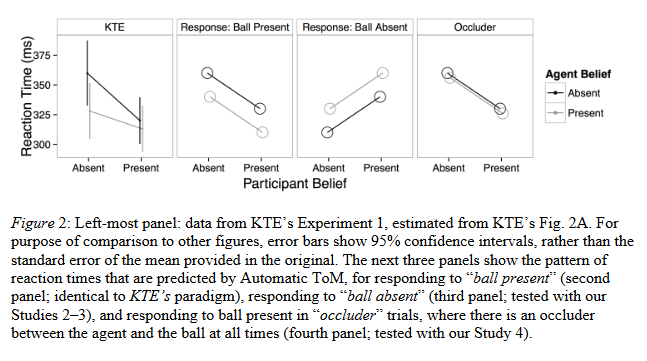 KTE
Response: Ball Present
Response: Ball Absent
Occluder
Reaction Time (ms)
375
350
325
300
Absent Present
Absent Present
Absent Present
Absent Present
Participant Belief
Agent Belief
Absent
Present
Figure 2: Left-most panel: data from KTE's Experiment 1, estimated from KTE's Fig. 2A. For
purpose of comparison to other figures, error bars show 95% confidence intervals, rather than the
standard error of the mean provided in the original. The next three panels show the pattern of
reaction times that are predicted by Automatic ToM, for responding to "ball present" (second
panel; identical to KTE's paradigm), responding to "ball absent" (third panel; tested with our
Studies 2–3), and responding to ball present in "occluder" trials, where there is an occluder
between the agent and the ball at all times (fourth panel; tested with our Study 4).